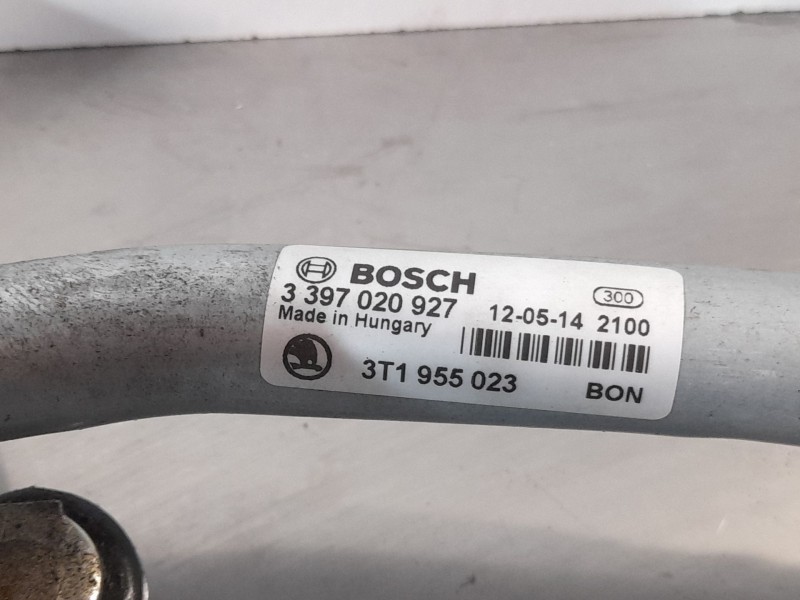 BOSCH
300
3 397 020 927
12-05-14 2100
Made in Hungary
3T1 955 023
BON